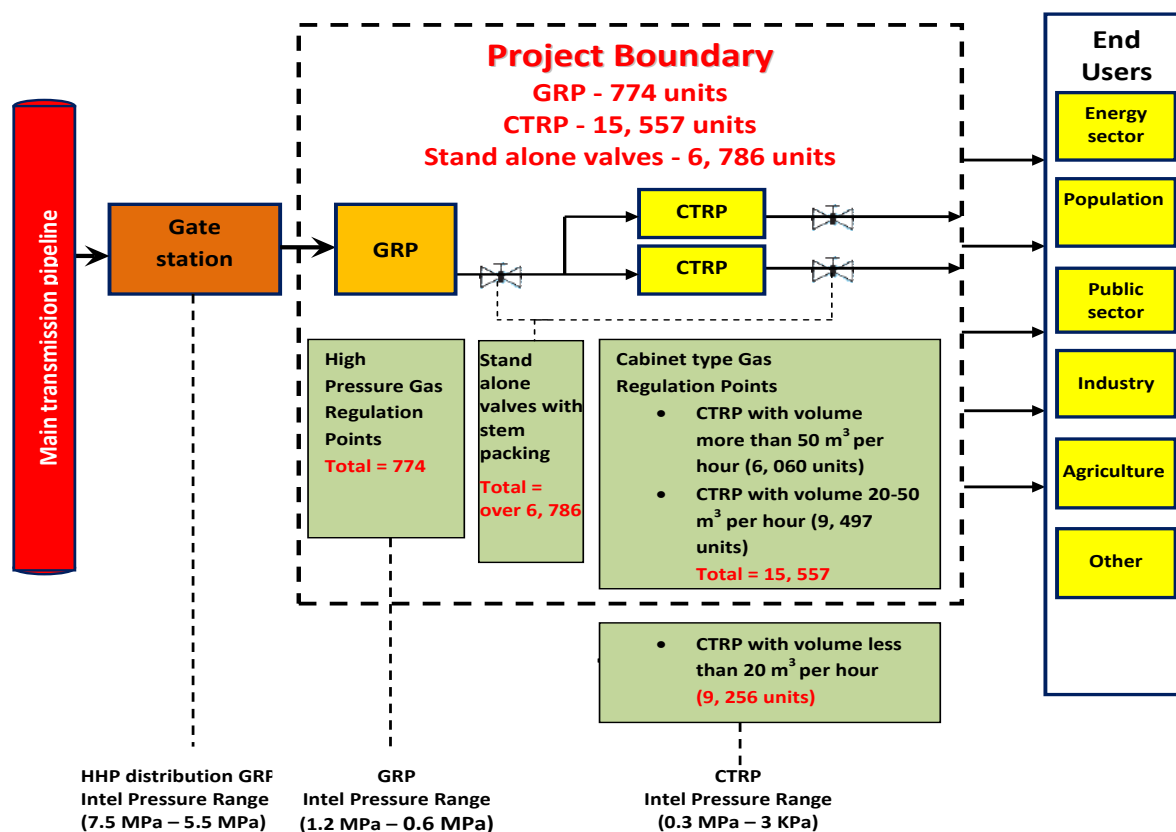 Project Boundary
GRP - 774 units
CTRP - 15, 557 units
Stand alone valves - 6, 786 units
Main transmission pipeline
Gate
station
GRP
CTRP
CTRP
High
Pressure Gas
Regulation
Points
Total = 774
Stand
alone
valves with
stem
packing
Total =
over 6, 786
Cabinet type Gas
Regulation Points
• CTRP with volume
more than 50 m³ per
hour (6, 060 units)
• CTRP with volume 20-50
m³ per hour (9, 497
units)
Total = 15, 557
• CTRP with volume less
than 20 m³ per hour
(9, 256 units)
HHP distribution GRP
Intel Pressure Range
(7.5 MPa – 5.5 MPa)
GRP
Intel Pressure Range
(1.2 MPa – 0.6 MPa)
CTRP
Intel Pressure Range
(0.3 MPa – 3 KPa)
End
Users
Energy
sector
Population
Public
sector
Industry
Agriculture
Other